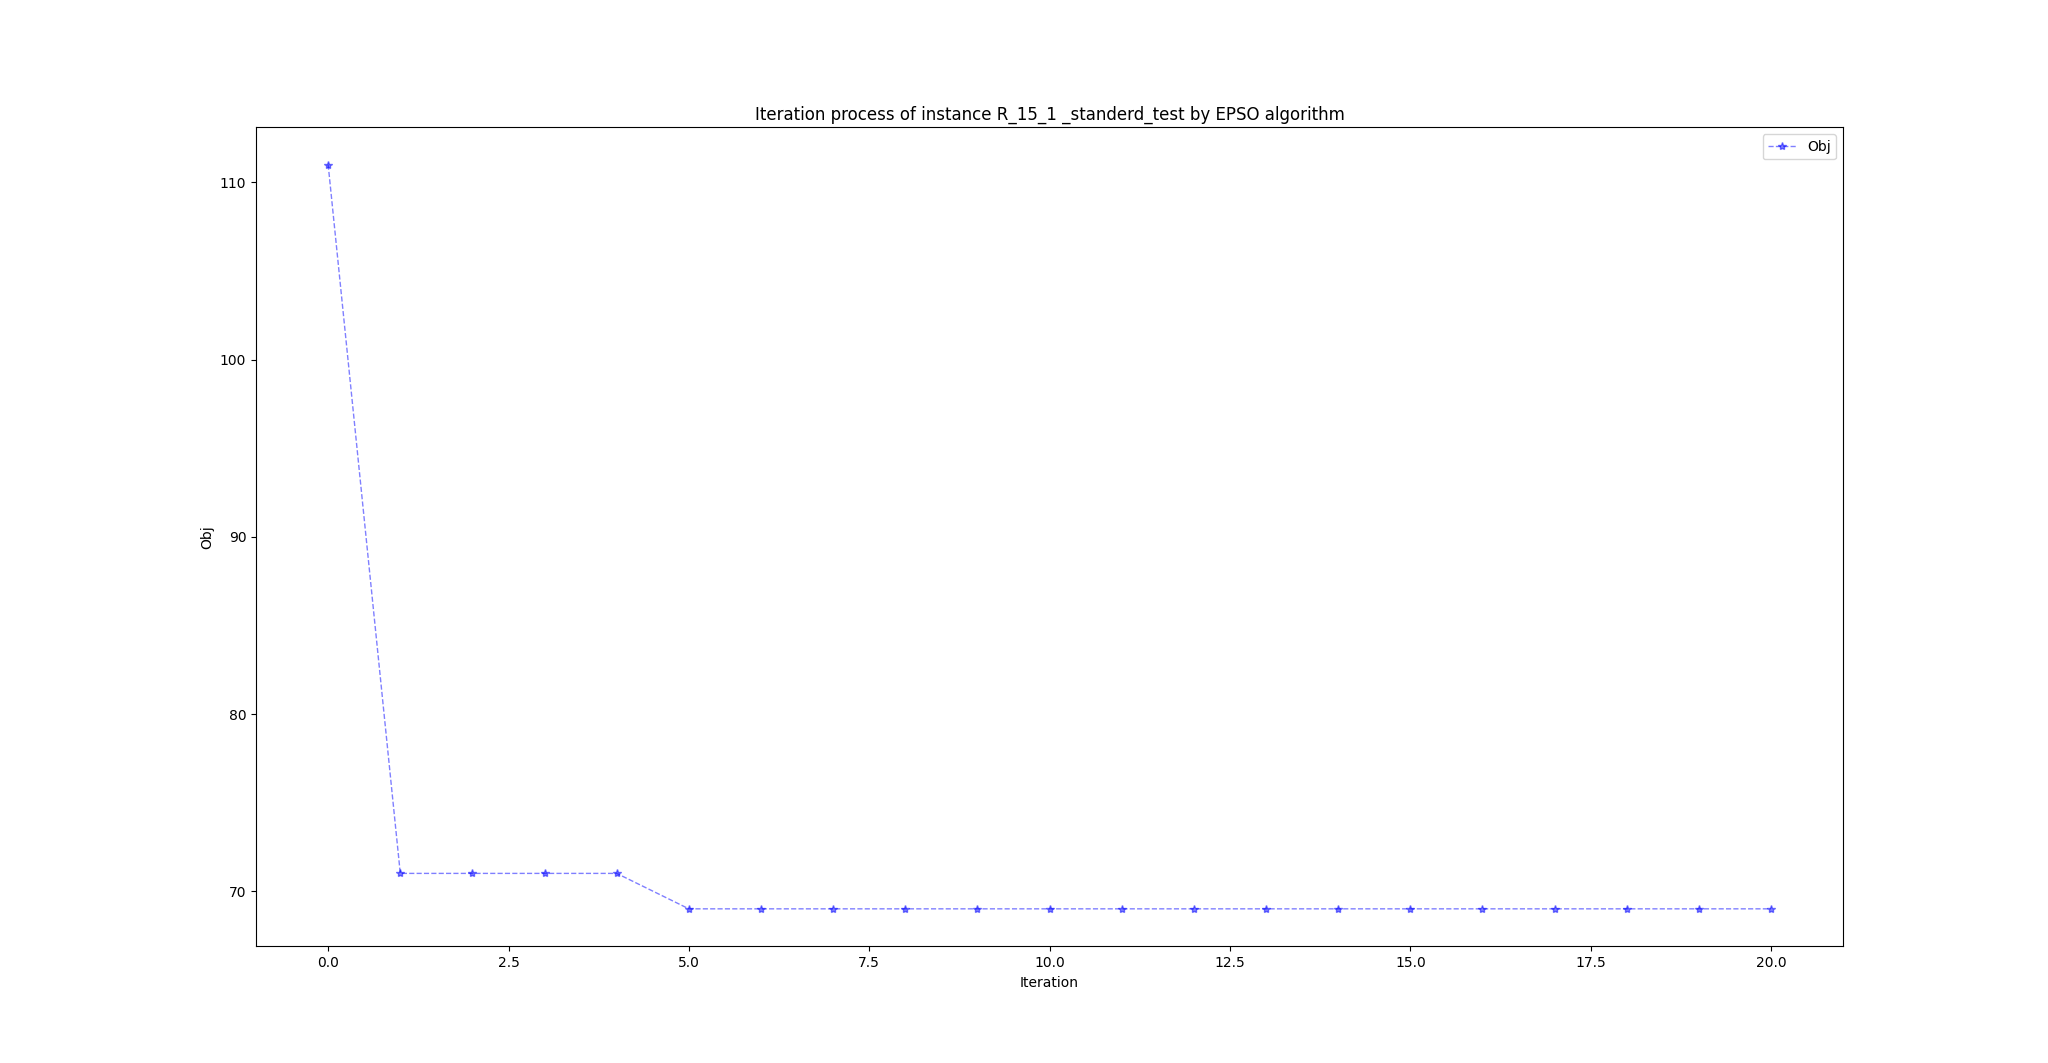 Iteration process of instance R_15_1 _standerd_test by EPSO algorithm
Obj
110
100
90
80
70
Obj
0.0 2.5 5.0 7.5 10.0 12.5 15.0 17.5 20.0
Iteration